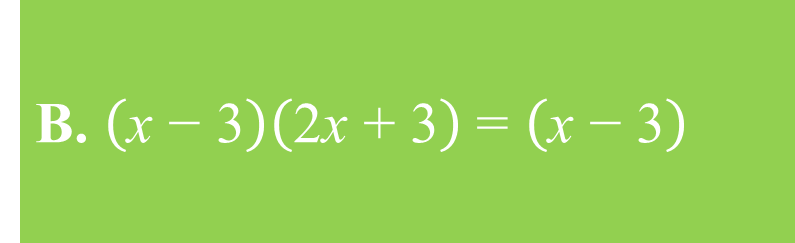 B. (x − 3)(2x + 3) = (x − 3)